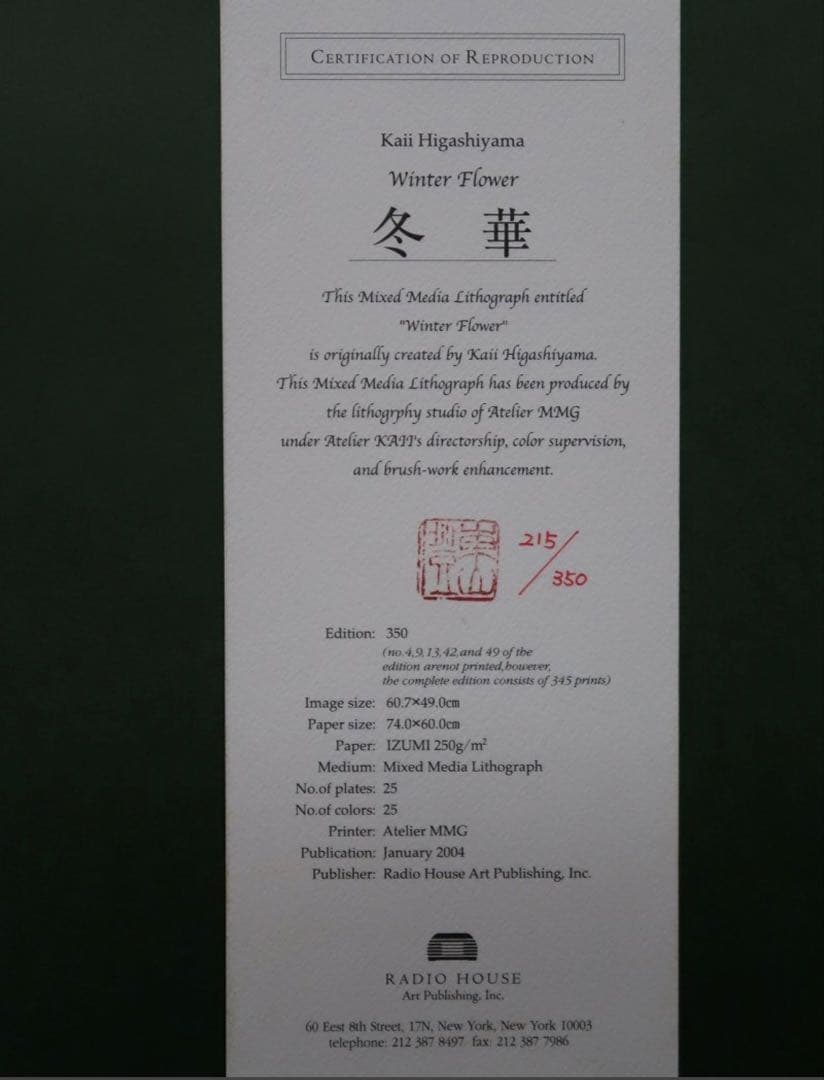 CERTIFICATION OF REPRODUCTION
Kaii Higashiyama
Winter Flower
冬 華
This Mixed Media Lithograph entitled
"Winter Flower"
is originally created by Kaii Higashiyama.
This Mixed Media Lithograph has been produced by
the lithogrphy studio of Atelier MMG
under Atelier KAII's directorship, color supervision,
and brush-work enhancement.
215/350
Edition: 350
(no.4,9,13,42,and 49 of the
edition arenot printed,however,
the complete edition consists of 345 prints)
Image size: 60.7×49.0cm
Paper size: 74.0×60.0cm
Paper: IZUMI 250g/m²
Medium: Mixed Media Lithograph
No.of plates: 25
No.of colors: 25
Printer: Atelier MMG
Publication: January 2004
Publisher: Radio House Art Publishing, Inc.
RADIO HOUSE
Art Publishing, Inc.
60 Eest 8th Street, 17N, New York, New York 10003
telephone: 212 387 8497 fax: 212 387 7986